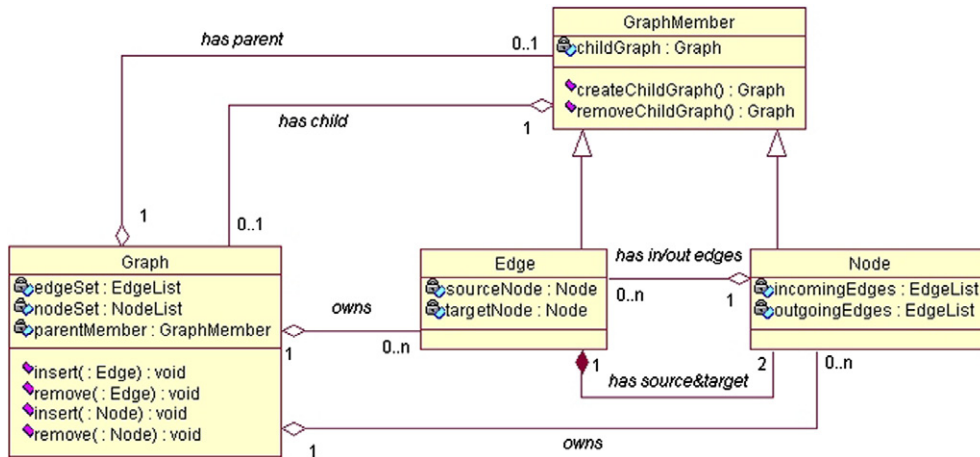 GraphMember
childGraph : Graph
createChildGraph() : Graph
removeChildGraph() : Graph
has parent
0..1
has child
1
1
0..1
Graph
edgeSet : EdgeList
nodeSet : NodeList
parentMember : GraphMember
insert( : Edge) : void
remove( : Edge) : void
insert( : Node) : void
remove( : Node) : void
owns
1
0..n
Edge
sourceNode : Node
targetNode : Node
has in/out edges
0..n
1
Node
incomingEdges : EdgeList
outgoingEdges : EdgeList
1
has source&target
2
0..n
1
owns